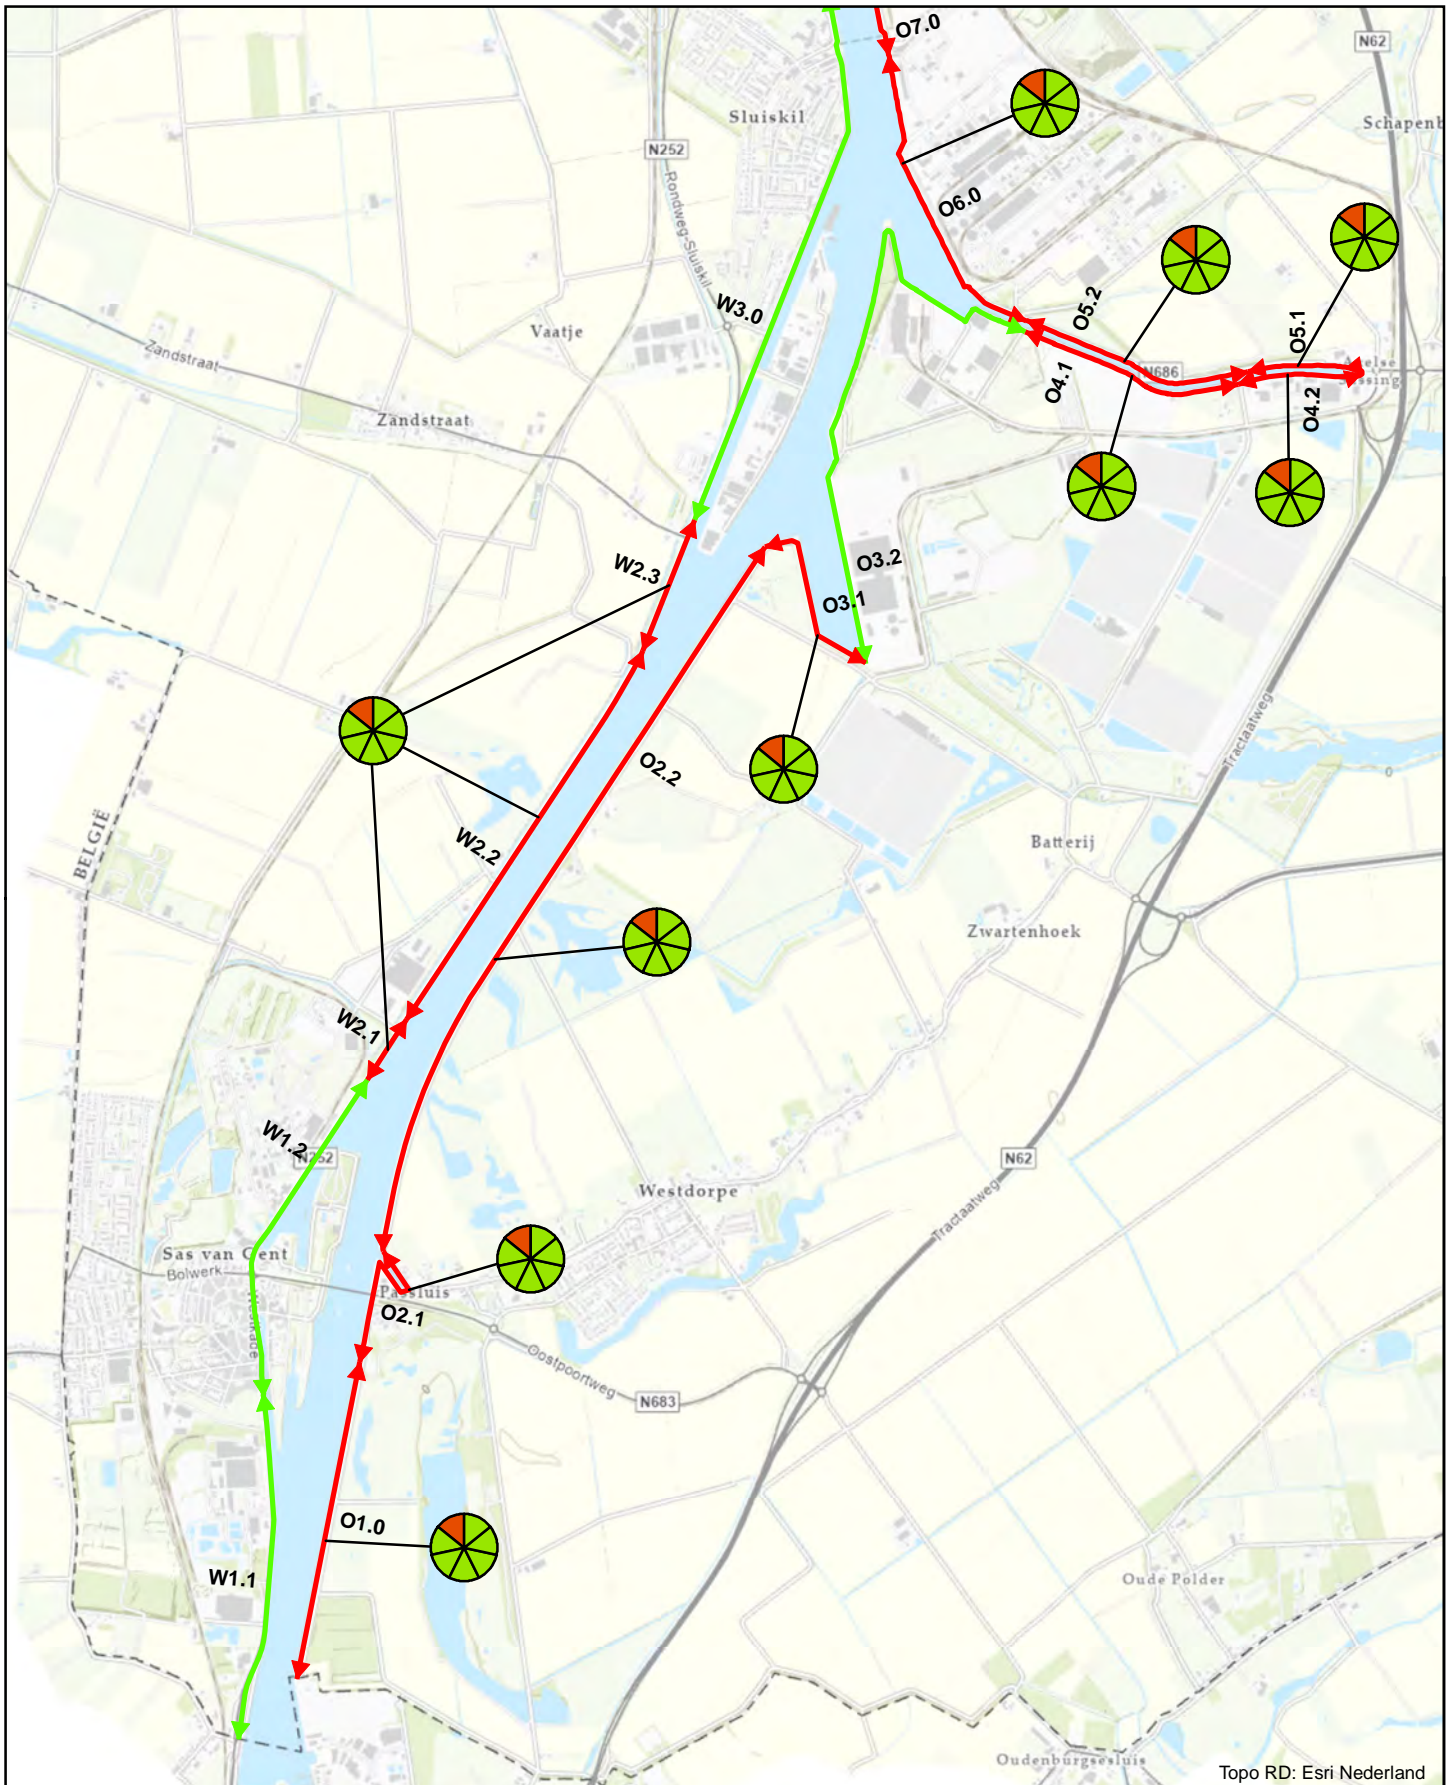 O7.0
N62
Sluiskil
Schapenb
N252
Rondweg-Sluiskil
O6.0
W3.0
Vaatje
O5.2
O5.1
Zandstraat
N686
O4.1
O4.2
Zandstraat
W2.3
O3.2
O3.1
Tractaatweg
O2.2
BELGIË
W2.2
Batterij
Zwartenhoek
W2.1
W1.2
N252
N62
Westdorpe
Tractaatweg
Sas van Gent
Bolwerk
Passluis
O2.1
Westkade
Oostpoortweg
N683
O1.0
W1.1
Oude Polder
Oudenburgsesluis
Topo RD: Esri Nederland